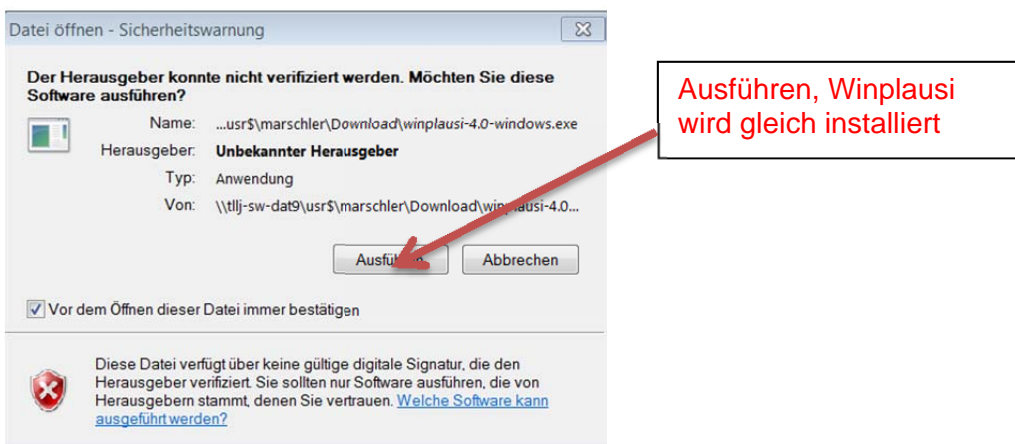 Datei öffnen - Sicherheitswarnung
Der Herausgeber konnte nicht verifiziert werden. Möchten Sie diese
Software ausführen?
Name: ...usr$\marschler\Download\winplausi-4.0-windows.exe
Herausgeber: Unbekannter Herausgeber
Typ: Anwendung
Von: \\tllj-sw-dat9\usr$\marschler\Download\winplausi-4.0...
Ausführen Abbrechen
Vor dem Öffnen dieser Datei immer bestätigen
Diese Datei verfügt über keine gültige digitale Signatur, die den
Herausgeber verifiziert. Sie sollten nur Software ausführen, die von
Herausgebern stammt, denen Sie vertrauen. Welche Software kann
ausgeführt werden?
Ausführen, Winplausi
wird gleich installiert